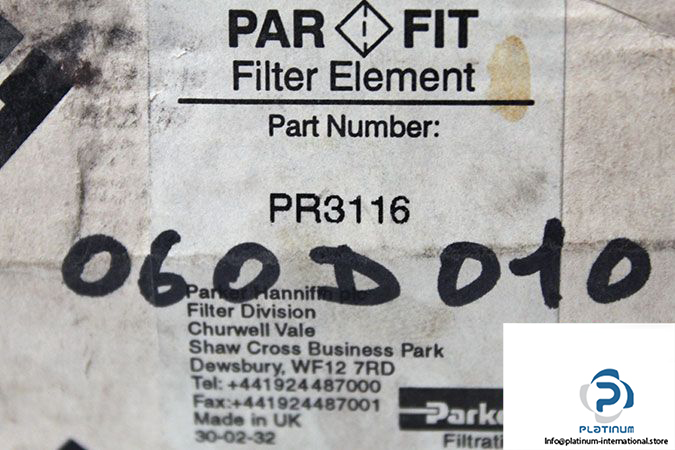 PAR FIT
Filter Element
Part Number:
PR3116
060D010
Parker Hannifin plc
Filter Division
Churwell Vale
Shaw Cross Business Park
Dewsbury, WF12 7RD
Tel: +441924487000
Fax:+441924487001
Made in UK
30-02-32
Parke
Filtrati
PLATINUM
Info@platinum-international.store